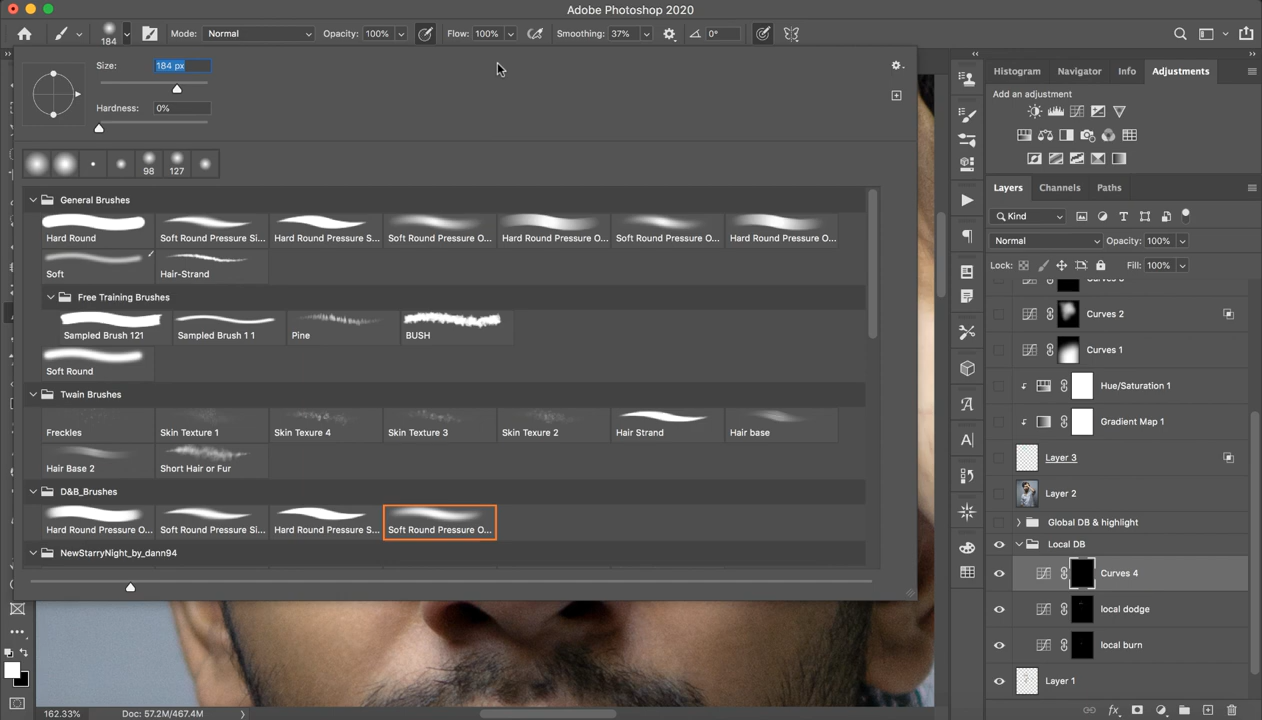 Adobe Photoshop 2020
184
Mode: Normal
Opacity: 100%
Flow: 100%
Smoothing: 37%
0°
Size: 184 px
Hardness: 0%
98 127
General Brushes
Hard Round Soft Round Pressure Si... Hard Round Pressure S... Soft Round Pressure O... Hard Round Pressure O... Soft Round Pressure O... Hard Round Pressure O...
Soft Hair-Strand
Free Training Brushes
Sampled Brush 121 Sampled Brush 1 1 Pine BUSH
Soft Round
Twain Brushes
Freckles Skin Texture 1 Skin Texture 4 Skin Texture 3 Skin Texture 2 Hair Strand Hair base
Hair Base 2 Short Hair or Fur
D&B_Brushes
Hard Round Pressure O... Soft Round Pressure Si... Hard Round Pressure S... Soft Round Pressure O...
NewStarryNight_by_dann94
162.33% Doc: 57.2M/467.4M
Histogram Navigator Info Adjustments
Add an adjustment
Layers Channels Paths
Kind
Normal Opacity: 100%
Lock: Fill: 100%
Curves 2
Curves 1
Hue/Saturation 1
Gradient Map 1
Layer 3
Layer 2
Global DB & highlight
Local DB
Curves 4
local dodge
local burn
Layer 1